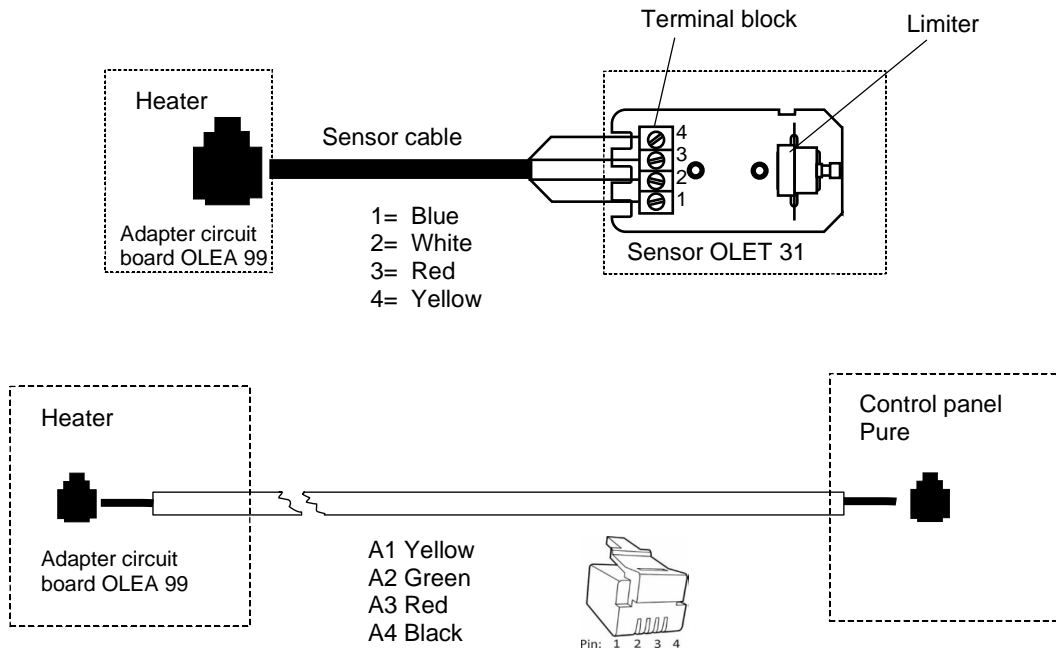 Terminal block
Limiter
Heater
Sensor cable
4
3
2
1
1= Blue
2= White
3= Red
4= Yellow
Adapter circuit
board OLEA 99
Sensor OLET 31
Heater
Control panel
Pure
Adapter circuit
board OLEA 99
A1 Yellow
A2 Green
A3 Red
A4 Black
Pin: 1 2 3 4